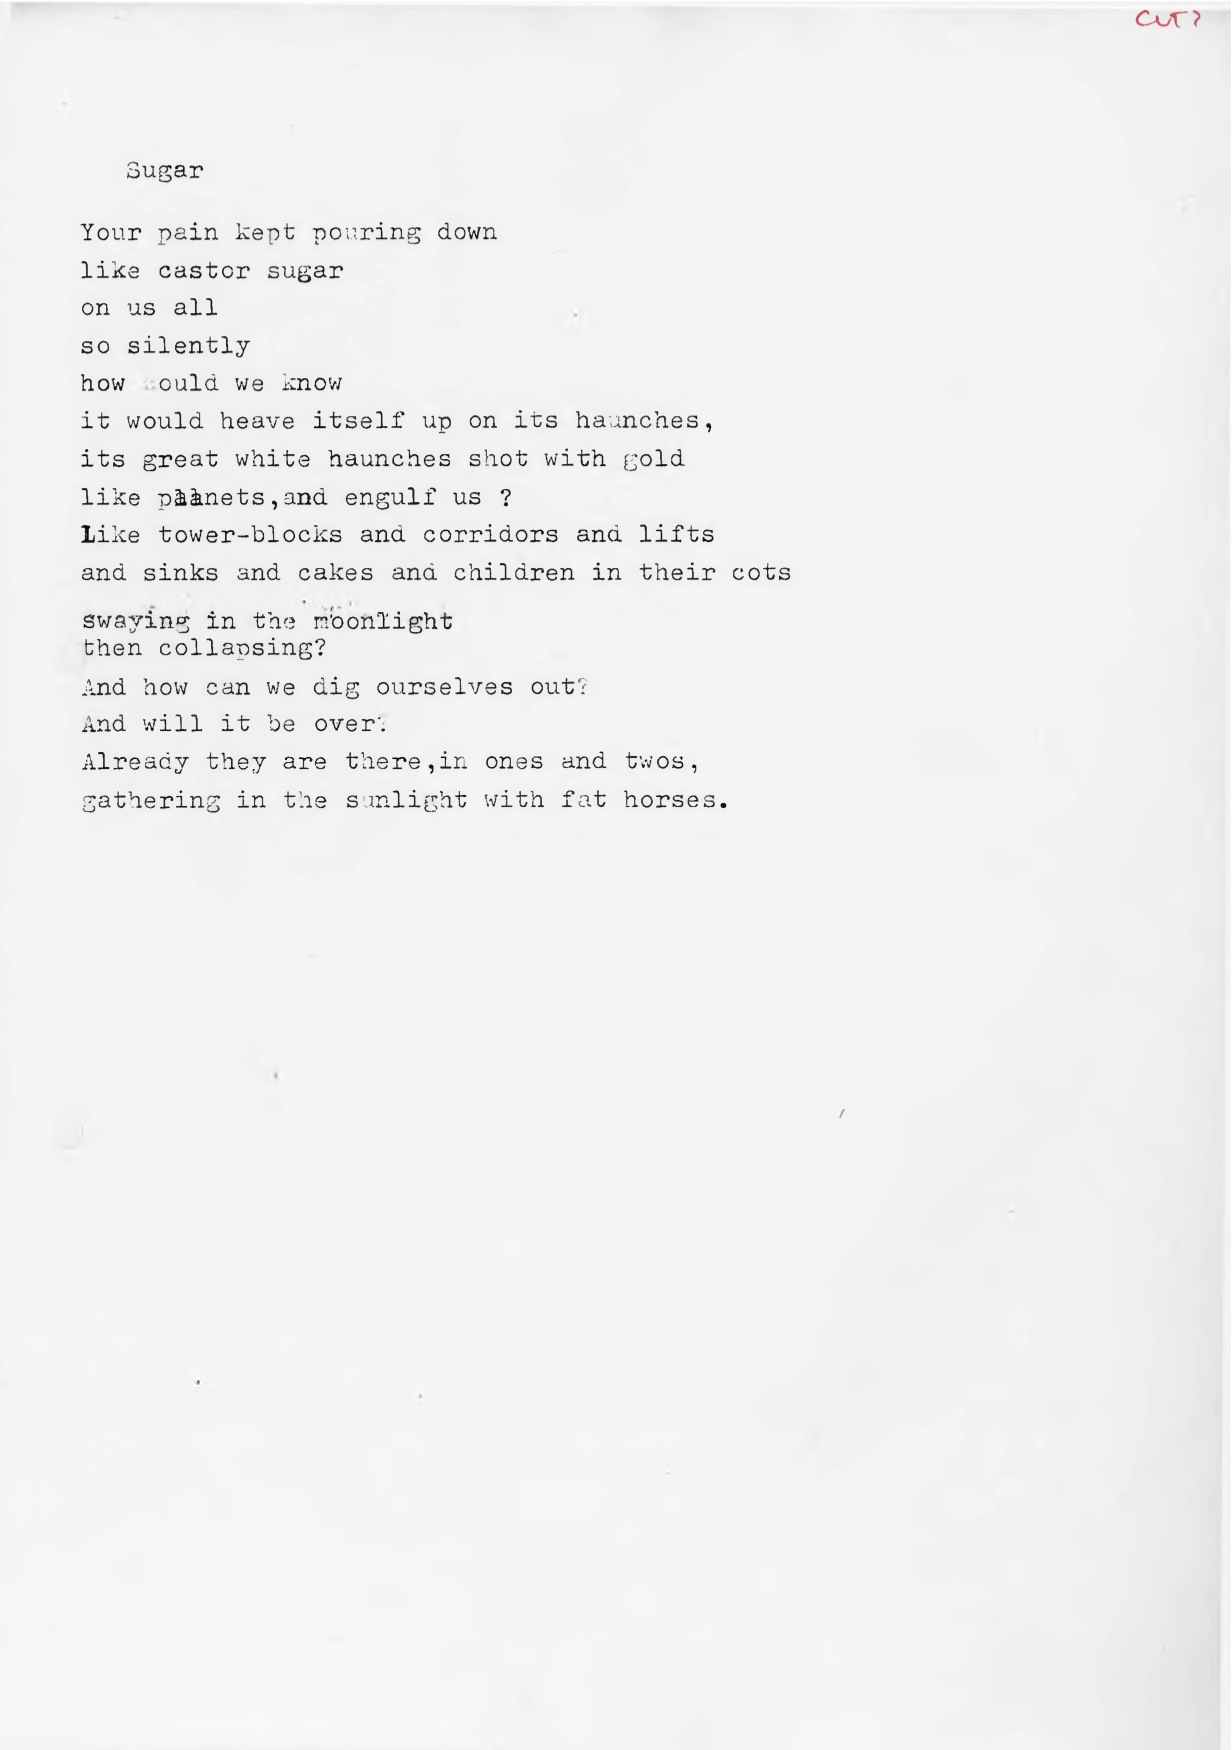 CUT?
Sugar
Your pain kept pouring down
like castor sugar
on us all
so silently
how could we know
it would heave itself up on its haunches,
its great white haunches shot with gold
like planets,and engulf us ?
Like tower-blocks and corridors and lifts
and sinks and cakes and children in their cots
swaying in the moonlight
then collapsing?
And how can we dig ourselves out?
And will it be over?
Already they are there,in ones and twos,
gathering in the sunlight with fat horses.